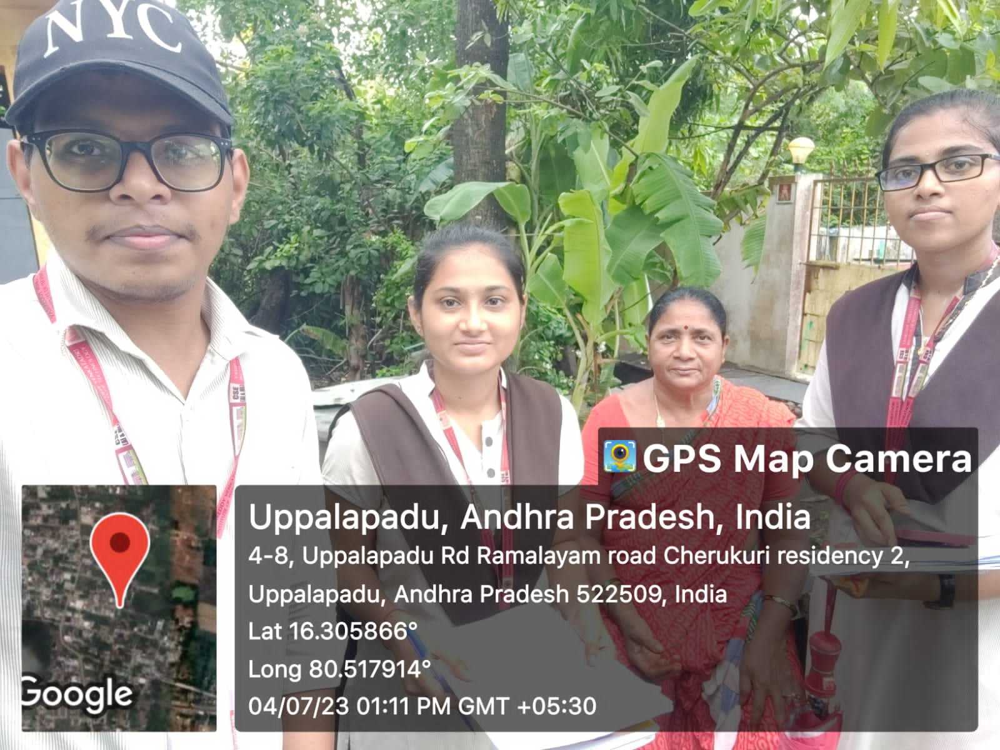 NYC
CSE
GPS Map Camera
Uppalapadu, Andhra Pradesh, India
4-8, Uppalapadu Rd Ramalayam road Cherukuri residency 2,
Uppalapadu, Andhra Pradesh 522509, India
Lat 16.305866°
Long 80.517914°
04/07/23 01:11 PM GMT +05:30
Google